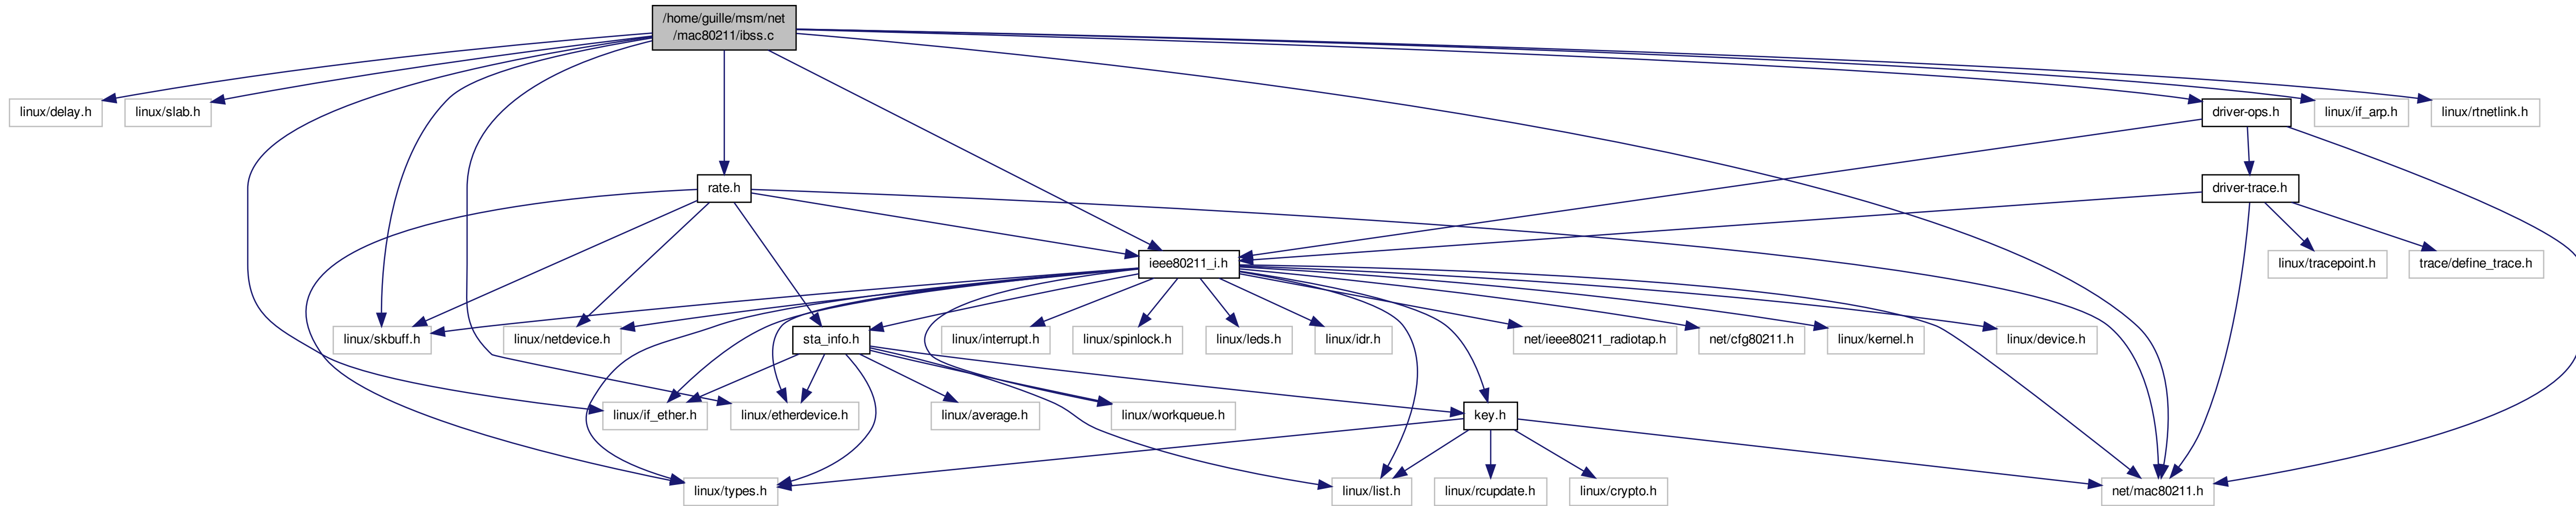 /home/guille/msm/net
/mac80211/ibss.c
linux/delay.h
linux/slab.h
driver-ops.h
linux/if_arp.h
linux/rtnetlink.h
rate.h
driver-trace.h
ieee80211_i.h
linux/tracepoint.h
trace/define_trace.h
linux/skbuff.h
linux/netdevice.h
sta_info.h
linux/interrupt.h
linux/spinlock.h
linux/leds.h
linux/idr.h
net/ieee80211_radiotap.h
net/cfg80211.h
linux/kernel.h
linux/device.h
linux/if_ether.h
linux/etherdevice.h
linux/average.h
linux/workqueue.h
key.h
linux/types.h
linux/list.h
linux/rcupdate.h
linux/crypto.h
net/mac80211.h